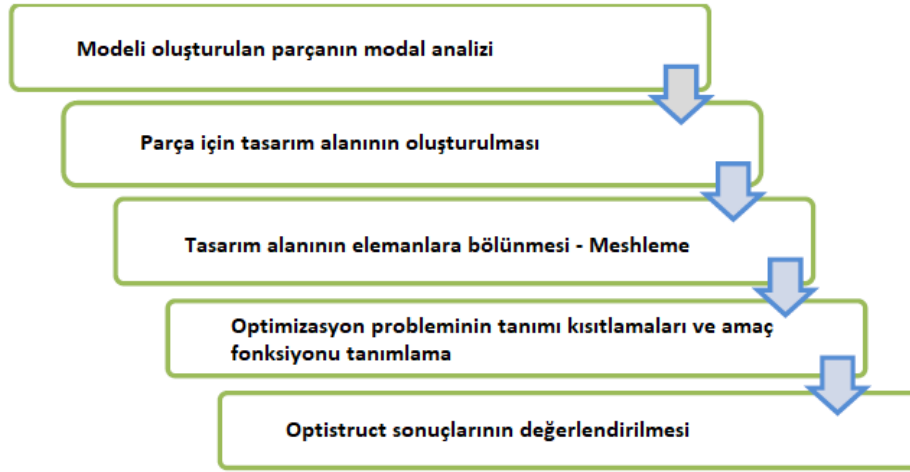 Modeli oluşturulan parçanın modal analizi
Parça için tasarım alanının oluşturulması
Tasarım alanının elemanlara bölünmesi - Meshleme
Optimizasyon probleminin tanımı kısıtlamaları ve amaç
fonksiyonu tanımlama
Optistruct sonuçlarının değerlendirilmesi